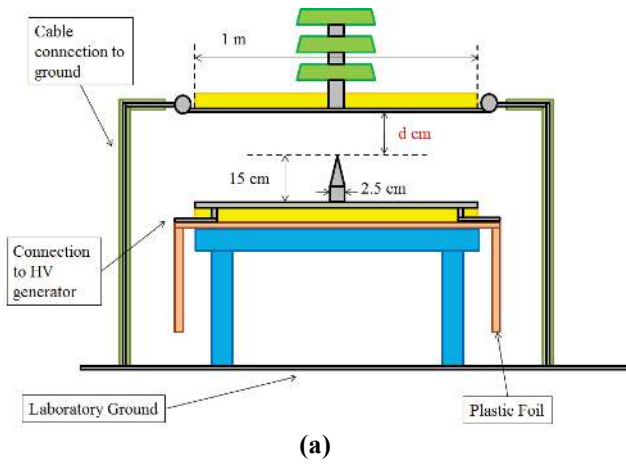 Cable
connection to
ground
1 m
d cm
15 cm
2.5 cm
Connection
to HV
generator
Laboratory Ground
Plastic Foil
(a)